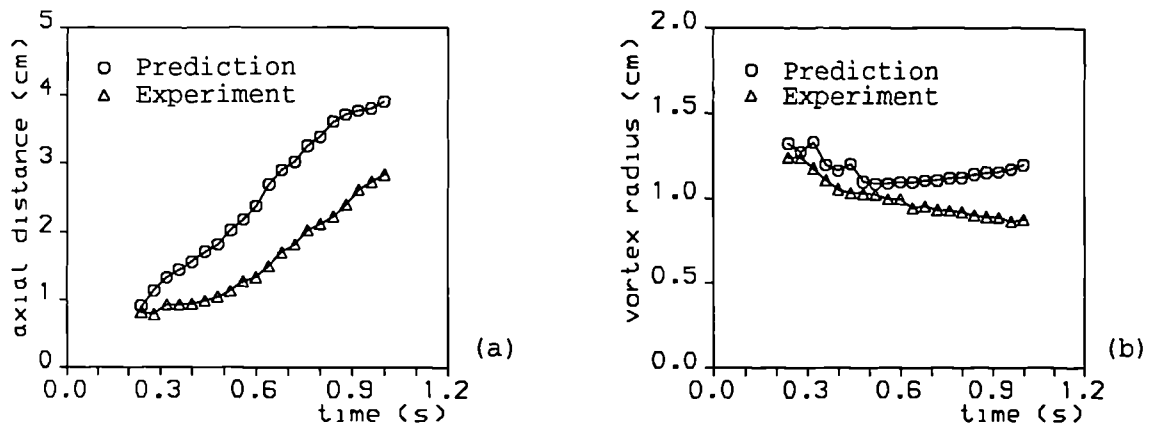 axial distance (cm)
5
4
3
2
1
0
Prediction
Experiment
0.0 0.3 0.6 0.9 1.2
time (s)
(a)
vortex radius (cm)
2.0
1.5
1.0
0.5
0.0
Prediction
Experiment
0.0 0.3 0.6 0.9 1.2
time (s)
(b)